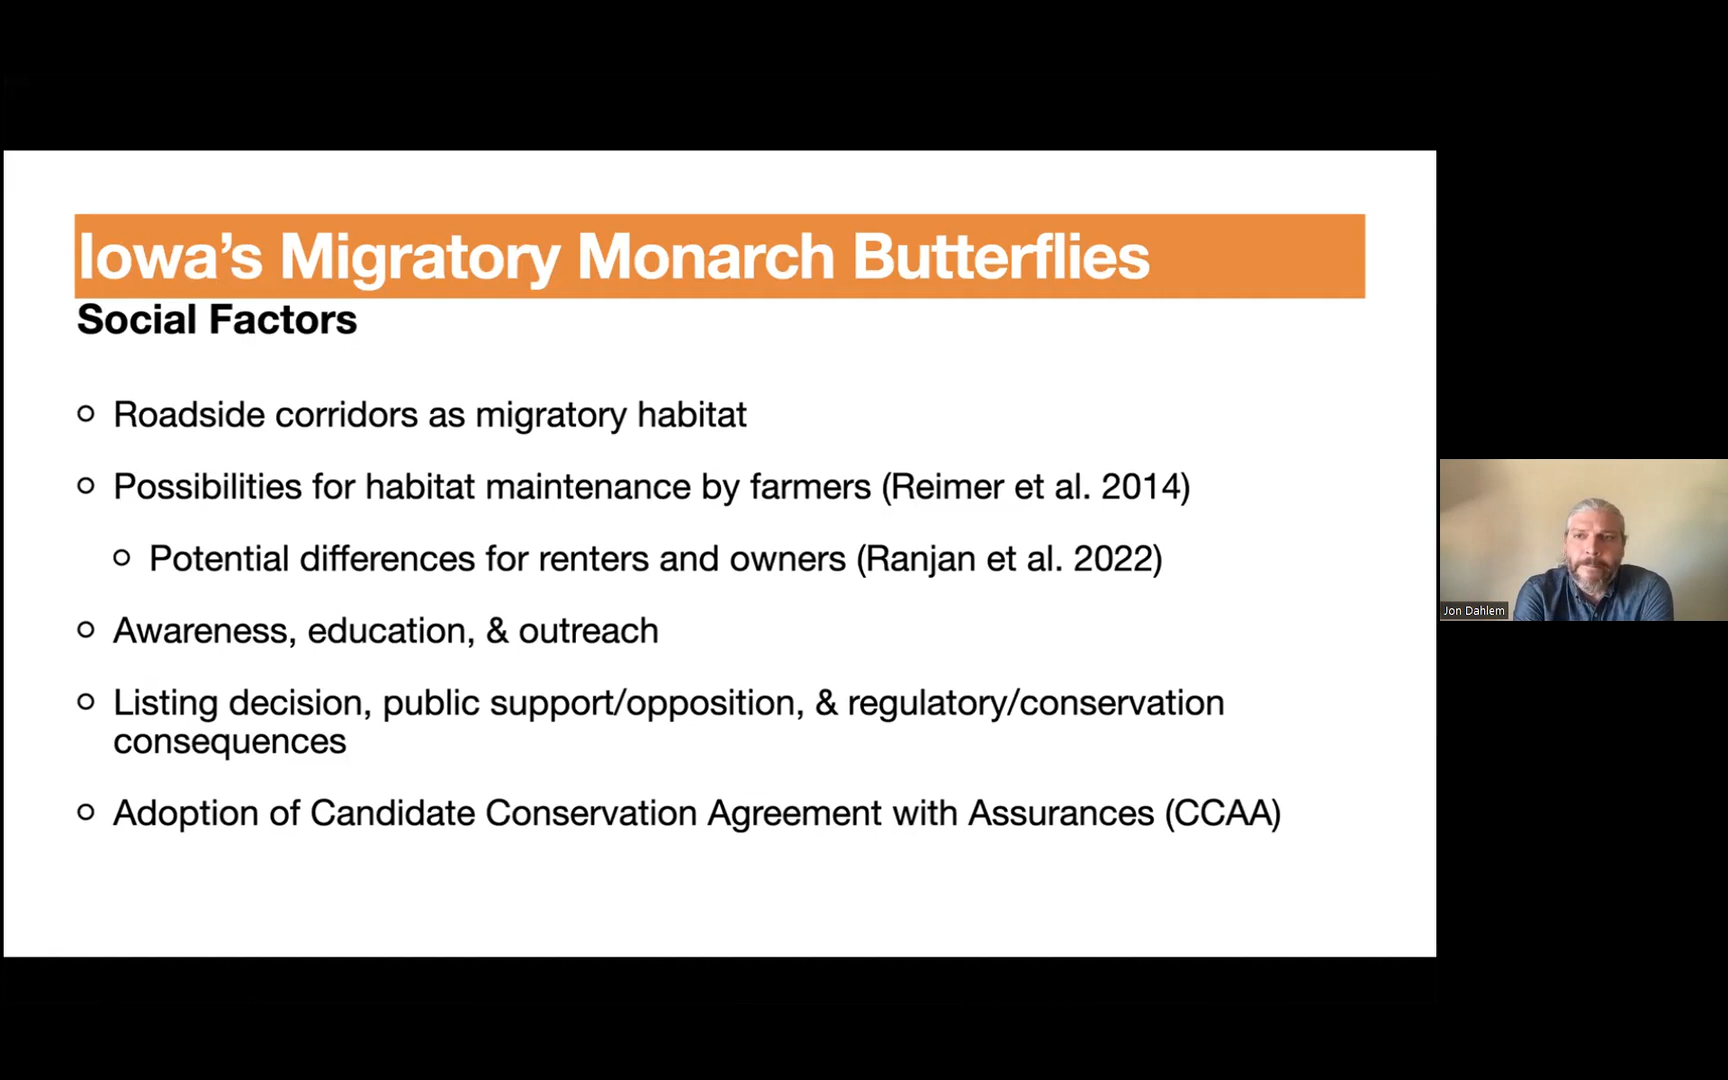 Iowa’s Migratory Monarch Butterflies
Social Factors
Roadside corridors as migratory habitat
Possibilities for habitat maintenance by farmers (Reimer et al. 2014)
Potential differences for renters and owners (Ranjan et al. 2022)
Awareness, education, & outreach
Listing decision, public support/opposition, & regulatory/conservation
consequences
Adoption of Candidate Conservation Agreement with Assurances (CCAA)
Jon Dahlem